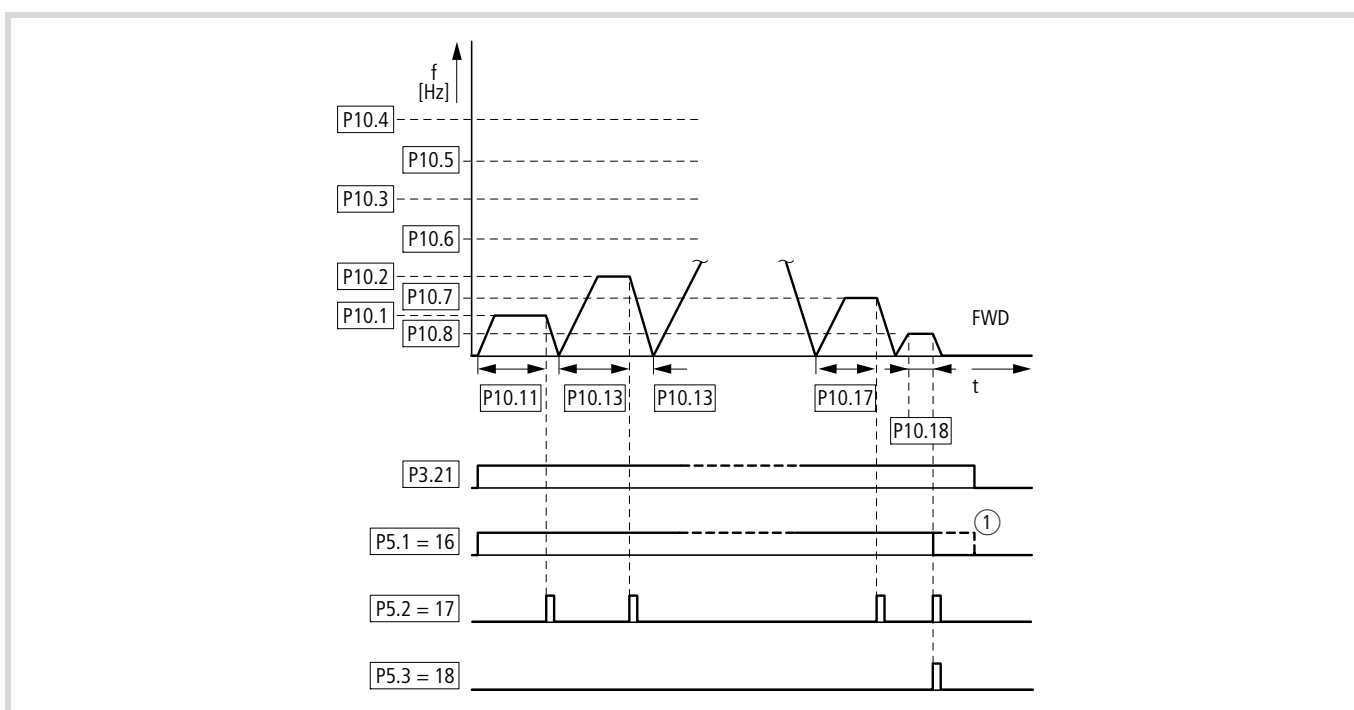 f
[Hz]
P10.4
P10.5
P10.3
P10.6
P10.2
P10.7
P10.1
P10.8
FWD
t
P10.11
P10.13
P10.13
P10.17
P10.18
P3.21
1
P5.1 = 16
P5.2 = 17
P5.3 = 18